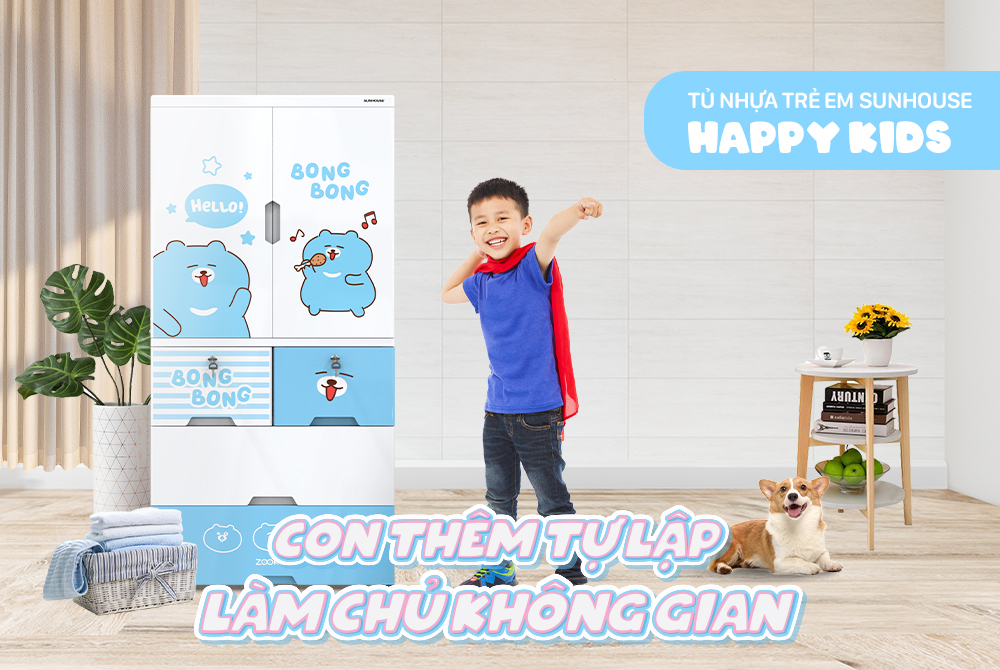 TỦ NHỰA TRẺ EM SUNHOUSE
HAPPY KIDS
SUNHOUSE
BONG
BONG
HELLO!
BONG
BONG
CENTURY
CON THÊM TỰ LẬP
LÀM CHỦ KHÔNG GIAN